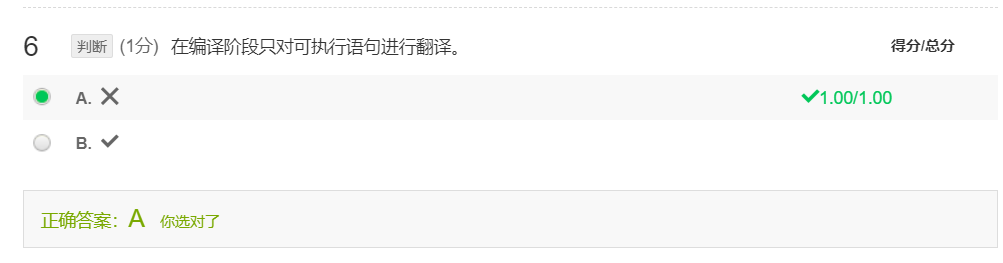 6 判断 (1分) 在编译阶段只对可执行语句进行翻译。 得分/总分
A. ✕ ✓1.00/1.00
B. ✓
正确答案：A 你选对了